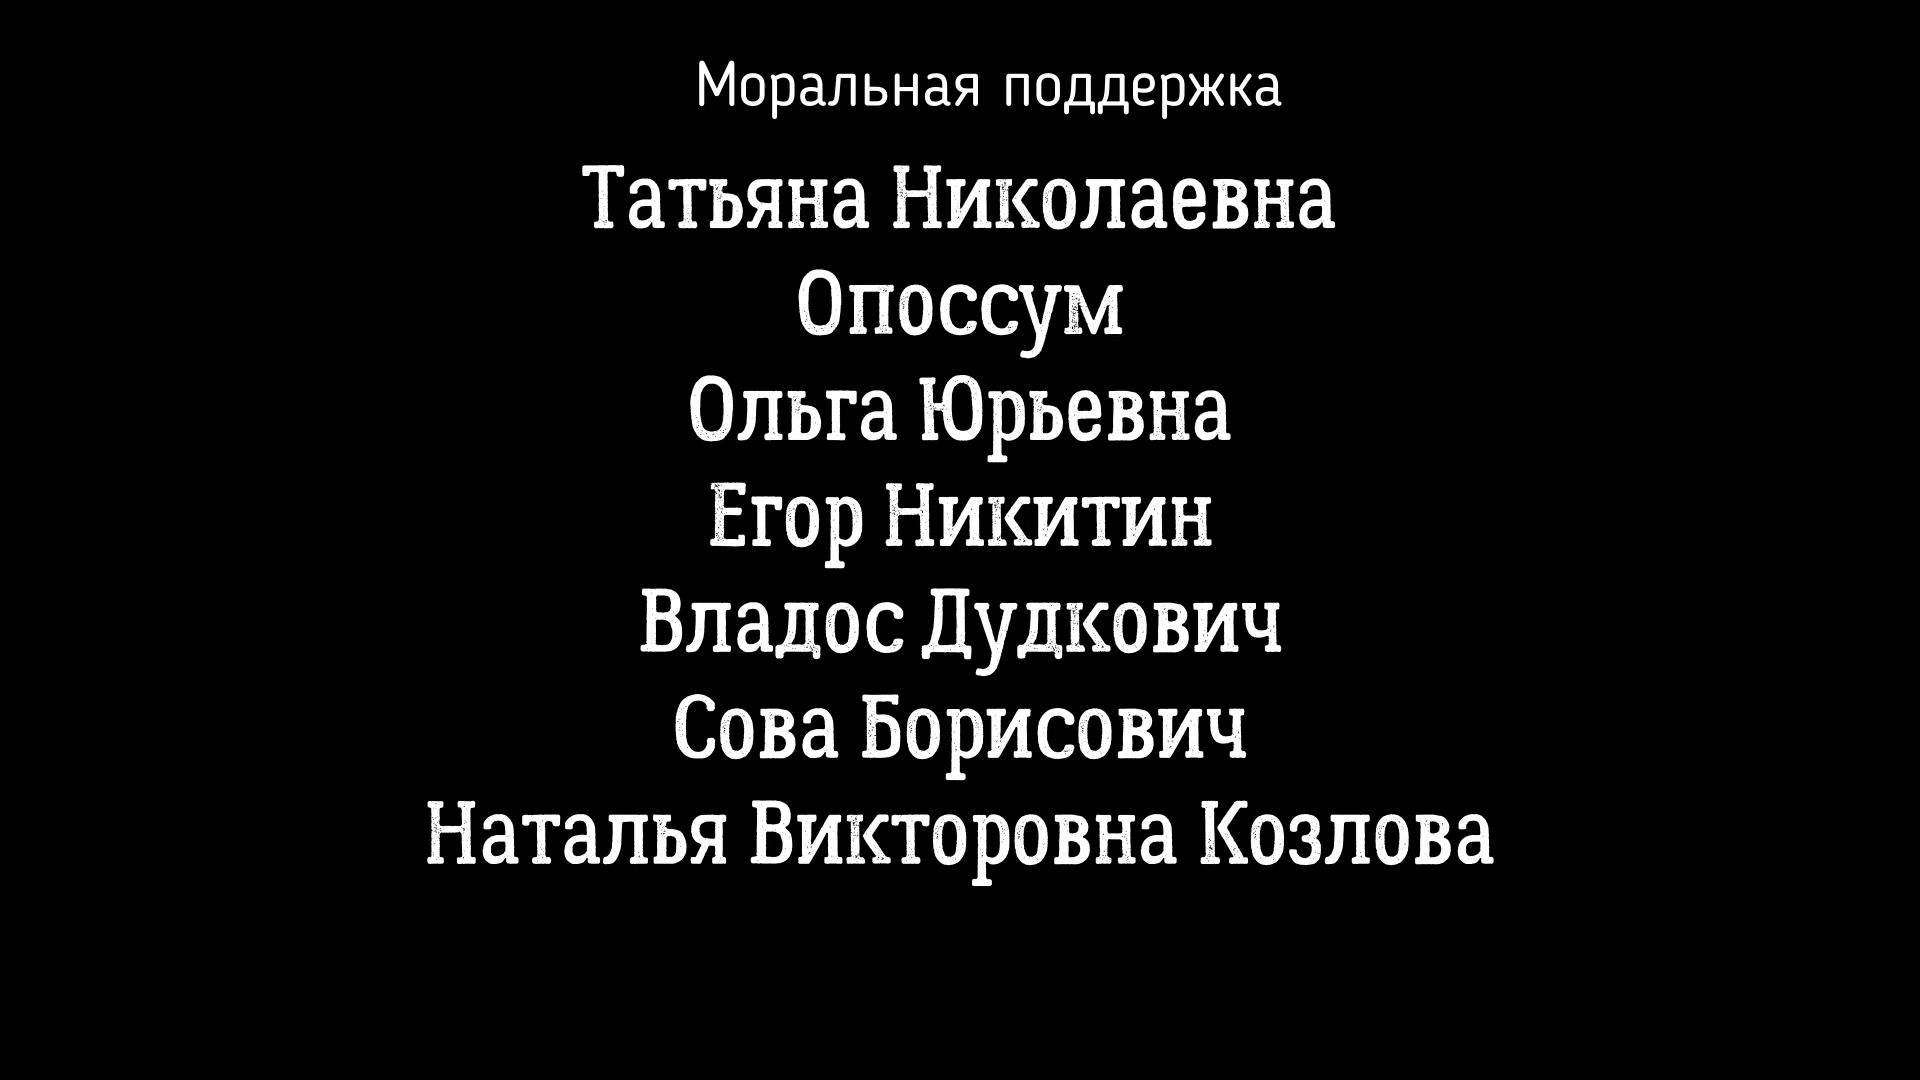 Моральная поддержка
Татьяна Николаевна
Опоссум
Ольга Юрьевна
Егор Никитин
Владос Дудкович
Сова Борисович
Наталья Викторовна Козлова